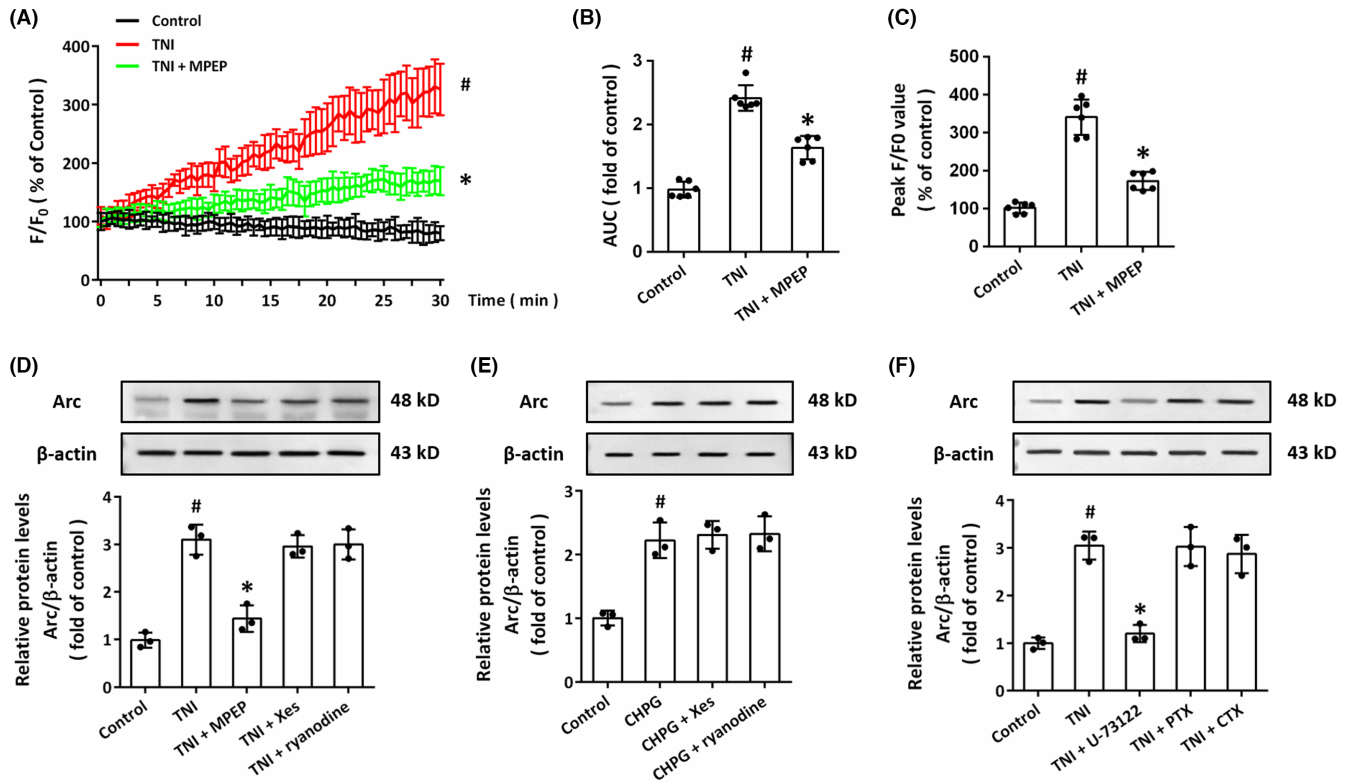 (A)
Control
TNI
TNI + MPEP
F/F0 ( % of Control )
400
300
200
100
0
#
*
0 5 10 15 20 25 30
Time ( min )
(B)
AUC ( fold of control )
3
2
1
0
#
*
Control
TNI
TNI + MPEP
(C)
Peak F/F0 value
( % of control )
500
400
300
200
100
0
#
*
Control
TNI
TNI + MPEP
(D)
Arc
48 kD
β-actin
43 kD
Relative protein levels
Arc/β-actin
( fold of control )
4
3
2
1
0
#
*
Control
TNI
TNI + MPEP
TNI + Xes
TNI + ryanodine
(E)
Arc
48 kD
β-actin
43 kD
Relative protein levels
Arc/β-actin
( fold of control )
3
2
1
0
#
Control
CHPG
CHPG + Xes
CHPG + ryanodine
(F)
Arc
48 kD
β-actin
43 kD
Relative protein levels
Arc/β-actin
( fold of control )
4
3
2
1
0
#
*
Control
TNI
TNI + U-73122
TNI + PTX
TNI + CTX